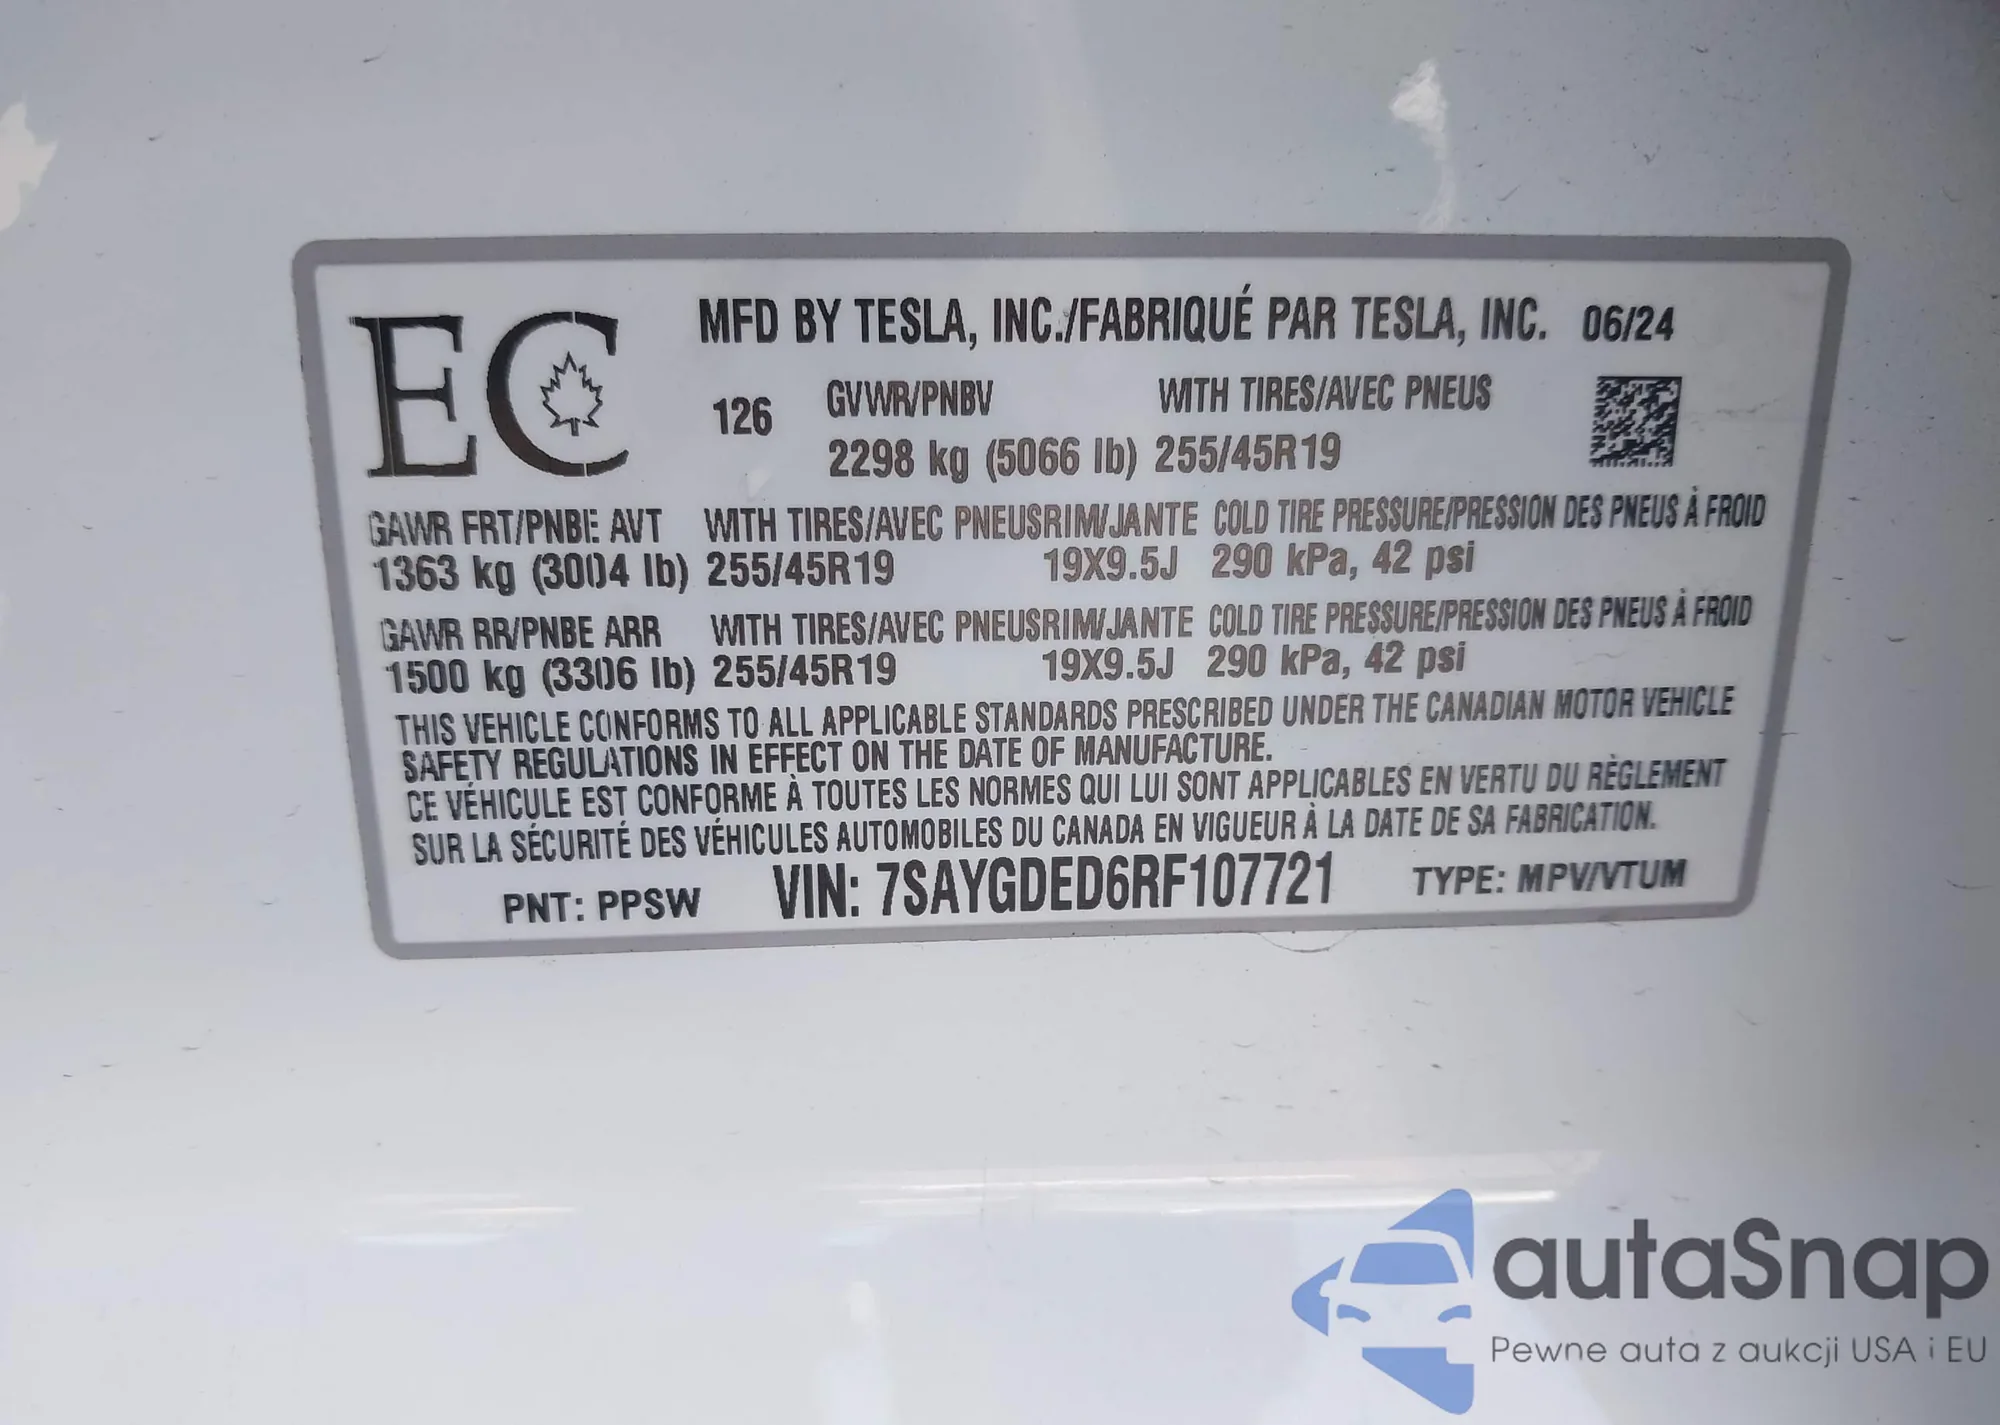 EC
MFD BY TESLA, INC./FABRIQUÉ PAR TESLA, INC. 06/24
126 GVWR/PNBV WITH TIRES/AVEC PNEUS
2298 kg (5066 lb) 255/45R19
GAWR FRT/PNBE AVT WITH TIRES/AVEC PNEUSRIM/JANTE COLD TIRE PRESSURE/PRESSION DES PNEUS À FROID
1363 kg (3004 lb) 255/45R19 19X9.5J 290 kPa, 42 psi
GAWR RR/PNBE ARR WITH TIRES/AVEC PNEUSRIM/JANTE COLD TIRE PRESSURE/PRESSION DES PNEUS À FROID
1500 kg (3306 lb) 255/45R19 19X9.5J 290 kPa, 42 psi
THIS VEHICLE CONFORMS TO ALL APPLICABLE STANDARDS PRESCRIBED UNDER THE CANADIAN MOTOR VEHICLE
SAFETY REGULATIONS IN EFFECT ON THE DATE OF MANUFACTURE.
CE VÉHICULE EST CONFORME À TOUTES LES NORMES QUI LUI SONT APPLICABLES EN VERTU DU RÈGLEMENT
SUR LA SÉCURITÉ DES VÉHICULES AUTOMOBILES DU CANADA EN VIGUEUR À LA DATE DE SA FABRICATION.
PNT: PPSW VIN: 7SAYGDED6RF107721 TYPE: MPV/VTUM
autaSnap
Pewne auta z aukcji USA i EU